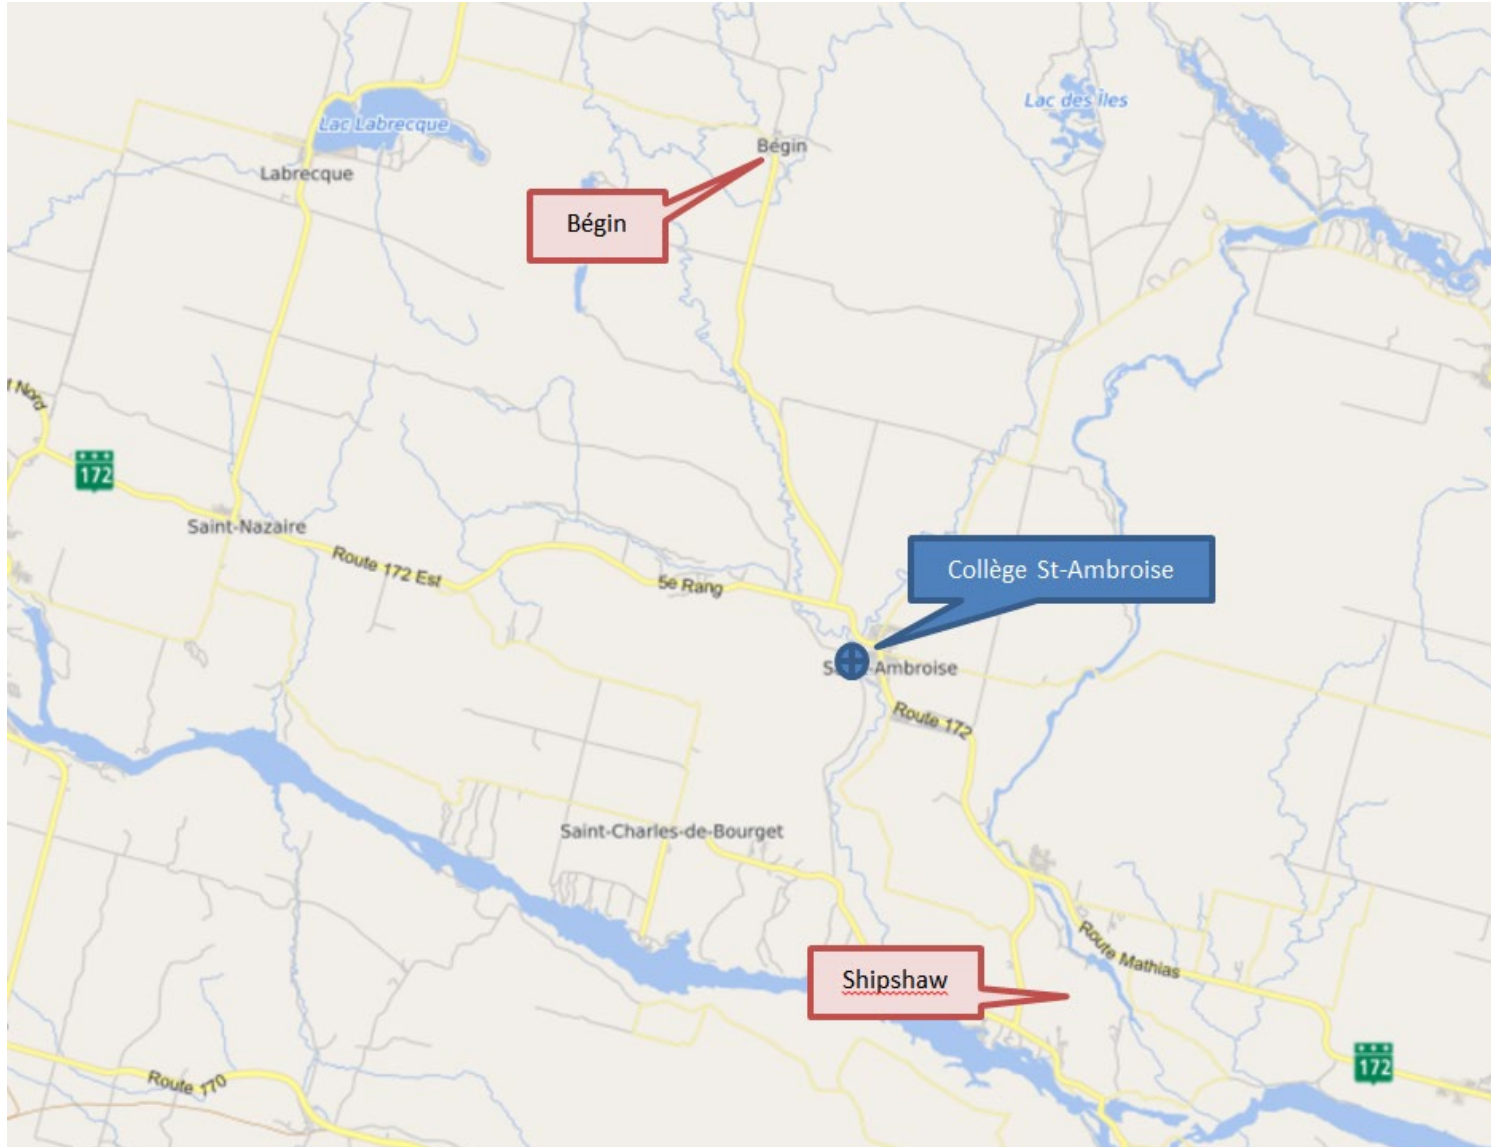 Lac des Îles
Lac Labrecque
Bégin
Labrecque
Bégin
Nord
172
Saint-Nazaire
Route 172 Est
5e Rang
Collège St-Ambroise
-Ambroise
Route 172
Saint-Charles-de-Bourget
Route Mathias
Shipshaw
172
Route 170